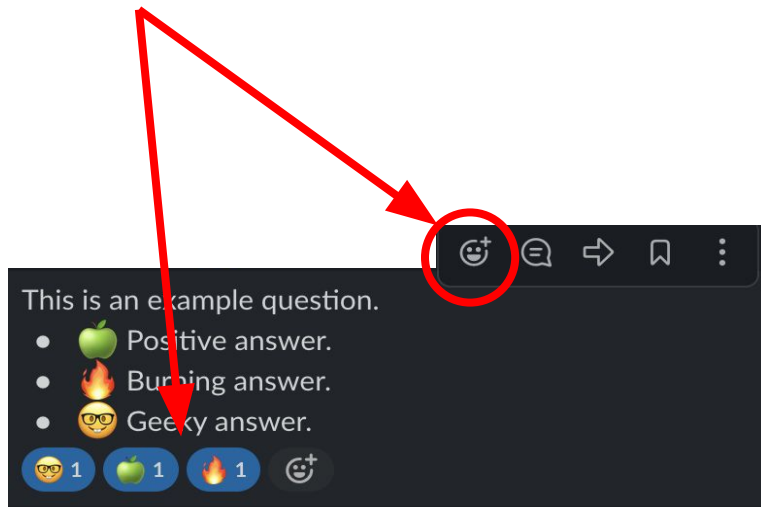 This is an example question.
Positive answer.
Burning answer.
Geeky answer.
1 1 1